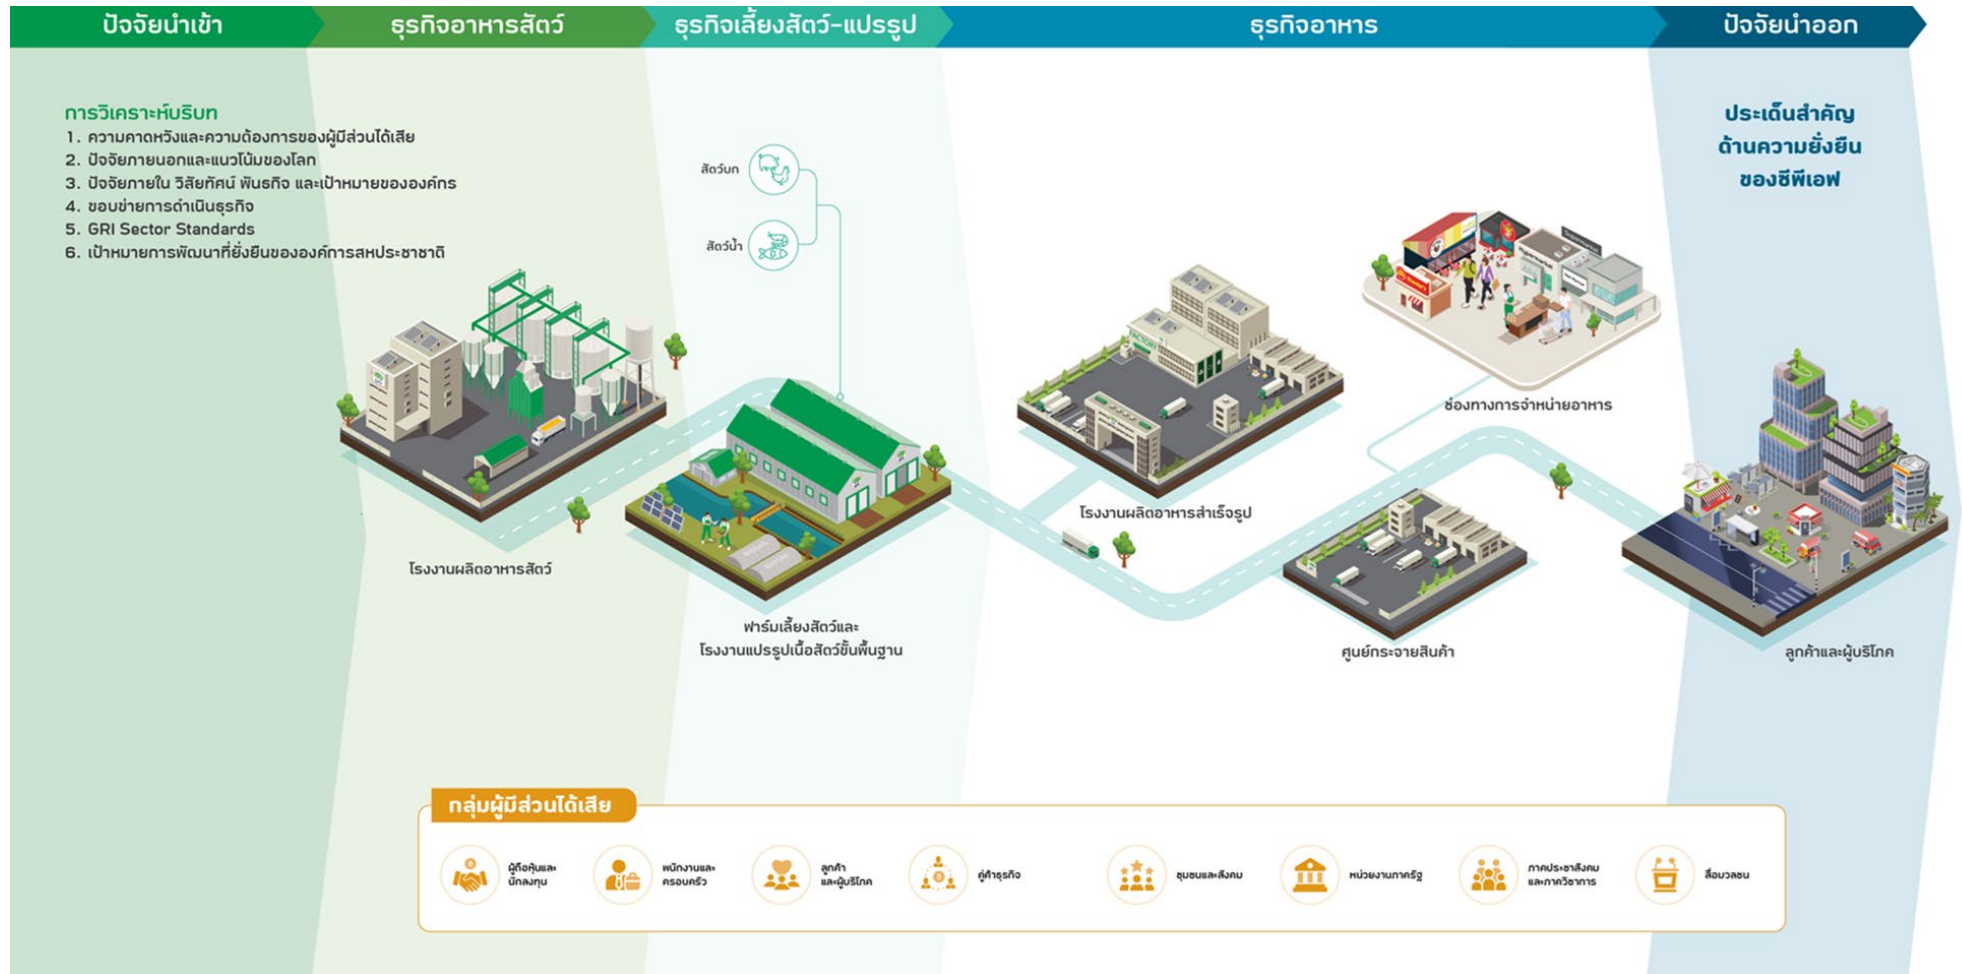 ปัจจัยนำเข้า
ธุรกิจอาหารสัตว์
ธุรกิจเลี้ยงสัตว์-แปรรูป
ธุรกิจอาหาร
ปัจจัยนำออก
การวิเคราะห์บริบท
1. ความคาดหวังและความต้องการของผู้มีส่วนได้เสีย
2. ปัจจัยภายนอกและแนวโน้มของโลก
3. ปัจจัยภายใน วิสัยทัศน์ พันธกิจ และเป้าหมายขององค์กร
4. ขอบข่ายการดำเนินธุรกิจ
5. GRI Sector Standards
6. เป้าหมายการพัฒนาที่ยั่งยืนขององค์การสหประชาชาติ
สัตว์บก
สัตว์น้ำ
ประเด็นสำคัญ
ด้านความยั่งยืน
ของซีพีเอฟ
FACTORY
ช่องทางการจำหน่ายอาหาร
โรงงานผลิตอาหารสำเร็จรูป
โรงงานผลิตอาหารสัตว์
ฟาร์มเลี้ยงสัตว์และ
โรงงานแปรรูปเนื้อสัตว์ขั้นพื้นฐาน
ศูนย์กระจายสินค้า
ลูกค้าและผู้บริโภค
กลุ่มผู้มีส่วนได้เสีย
ผู้ถือหุ้นและ
นักลงทุน
พนักงานและ
ครอบครัว
ลูกค้า
และผู้บริโภค
คู่ค้าธุรกิจ
ชุมชนและสังคม
หน่วยงานภาครัฐ
ภาคประชาสังคม
และภาควิชาการ
สื่อมวลชน